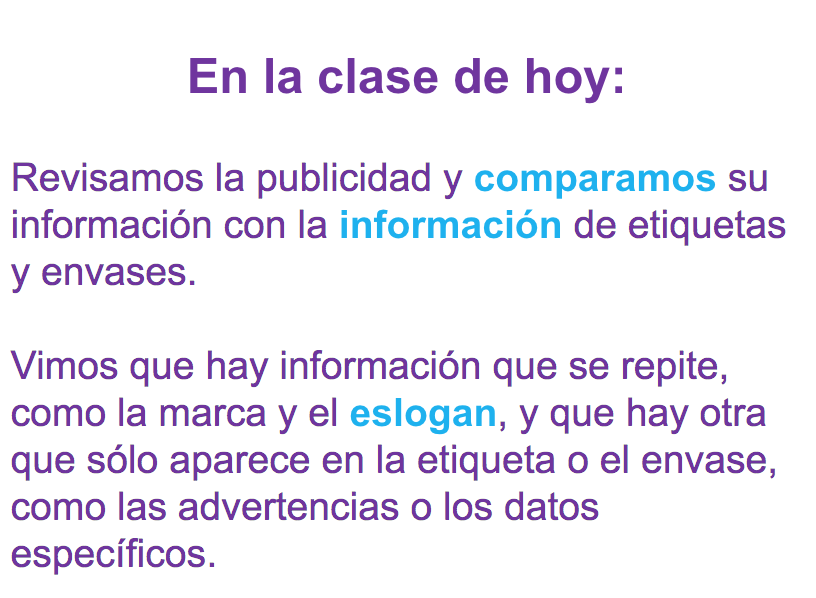 En la clase de hoy:
Revisamos la publicidad y comparamos su
información con la información de etiquetas
y envases.
Vimos que hay información que se repite,
como la marca y el eslogan, y que hay otra
que sólo aparece en la etiqueta o el envase,
como las advertencias o los datos
específicos.